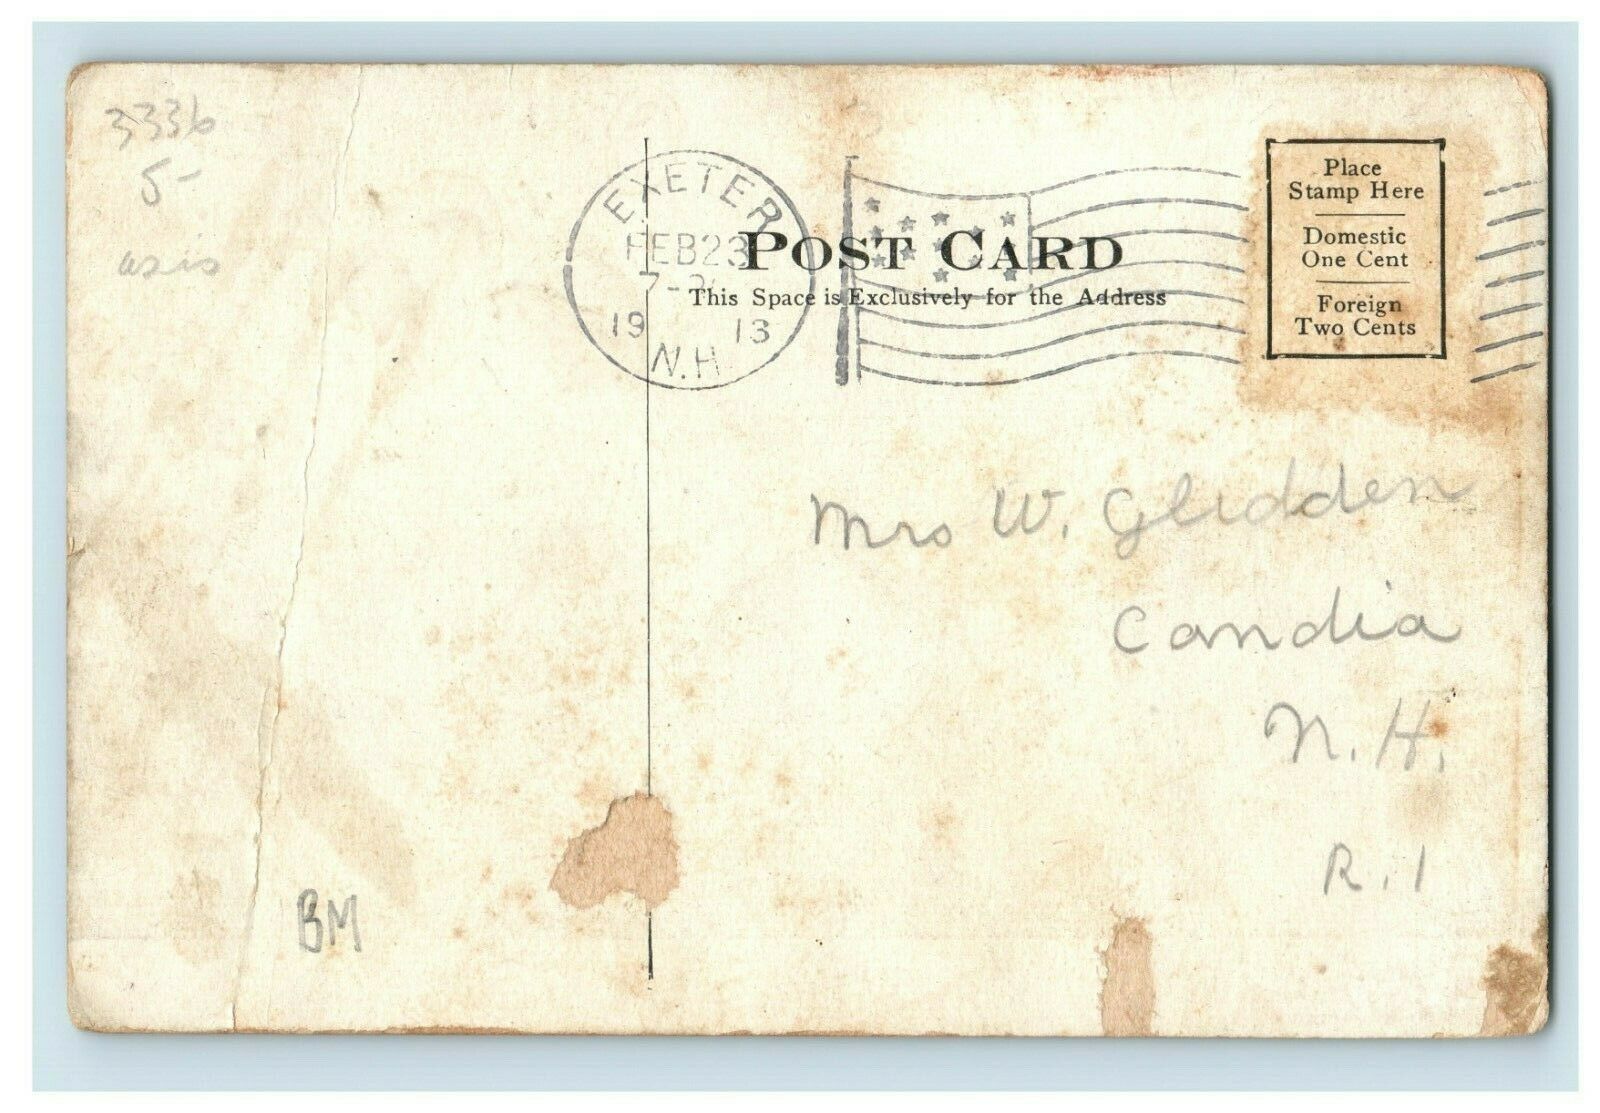 3336
5-
as is
EXETER
FEB 23
19 13
N.H.
POST CARD
This Space is Exclusively for the Address
Place
Stamp Here
Domestic
One Cent
Foreign
Two Cents
Mrs W. Glidden
Candia
N.H.
R.1
BM